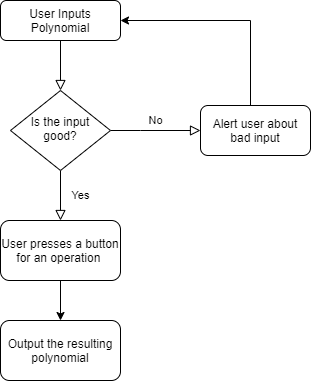 User Inputs
Polynomial
Is the input
good?
No
Alert user about
bad input
Yes
User presses a button
for an operation
Output the resulting
polynomial